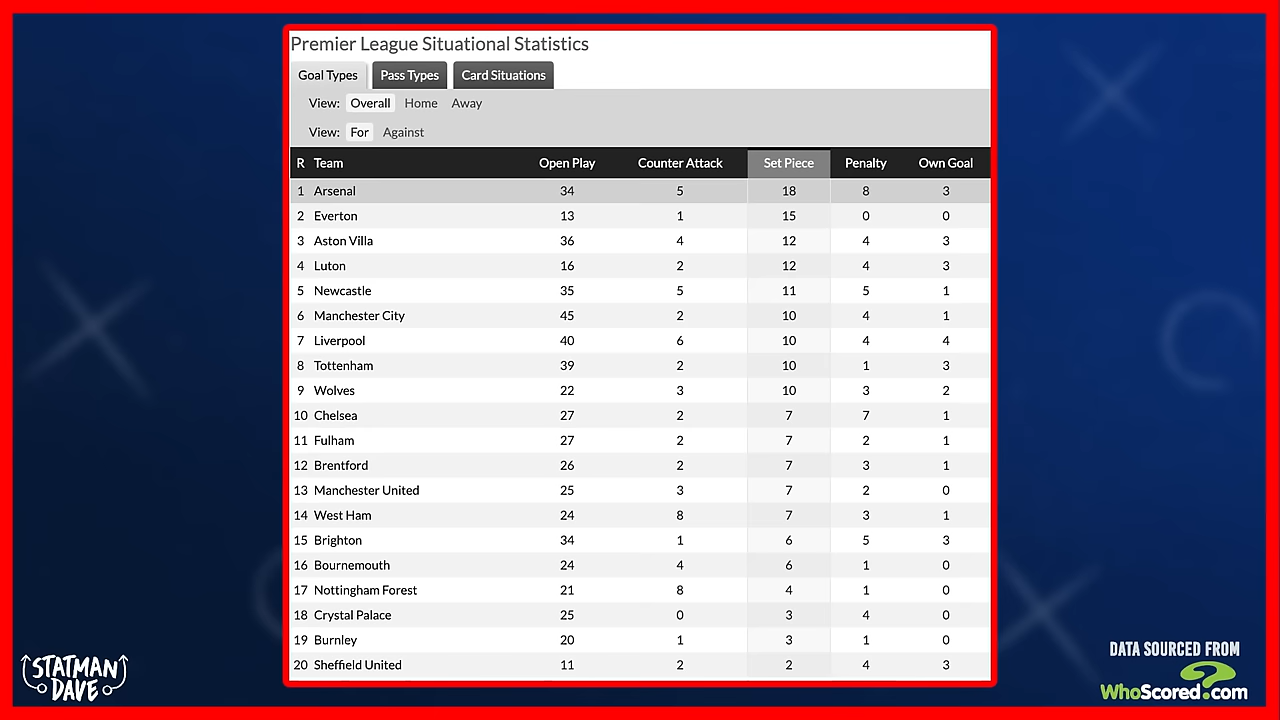 Premier League Situational Statistics
Goal Types Pass Types Card Situations
View: Overall Home Away
View: For Against
R Team Open Play Counter Attack Set Piece Penalty Own Goal
1 Arsenal 34 5 18 8 3
2 Everton 13 1 15 0 0
3 Aston Villa 36 4 12 4 3
4 Luton 16 2 12 4 3
5 Newcastle 35 5 11 5 1
6 Manchester City 45 2 10 4 1
7 Liverpool 40 6 10 4 4
8 Tottenham 39 2 10 1 3
9 Wolves 22 3 10 3 2
10 Chelsea 27 2 7 7 1
11 Fulham 27 2 7 2 1
12 Brentford 26 2 7 3 1
13 Manchester United 25 3 7 2 0
14 West Ham 24 8 7 3 1
15 Brighton 34 1 6 5 3
16 Bournemouth 24 4 6 1 0
17 Nottingham Forest 21 8 4 1 0
18 Crystal Palace 25 0 3 4 0
19 Burnley 20 1 3 1 0
20 Sheffield United 11 2 2 4 3
STATMAN
DAVE
DATA SOURCED FROM
WhoScored.com